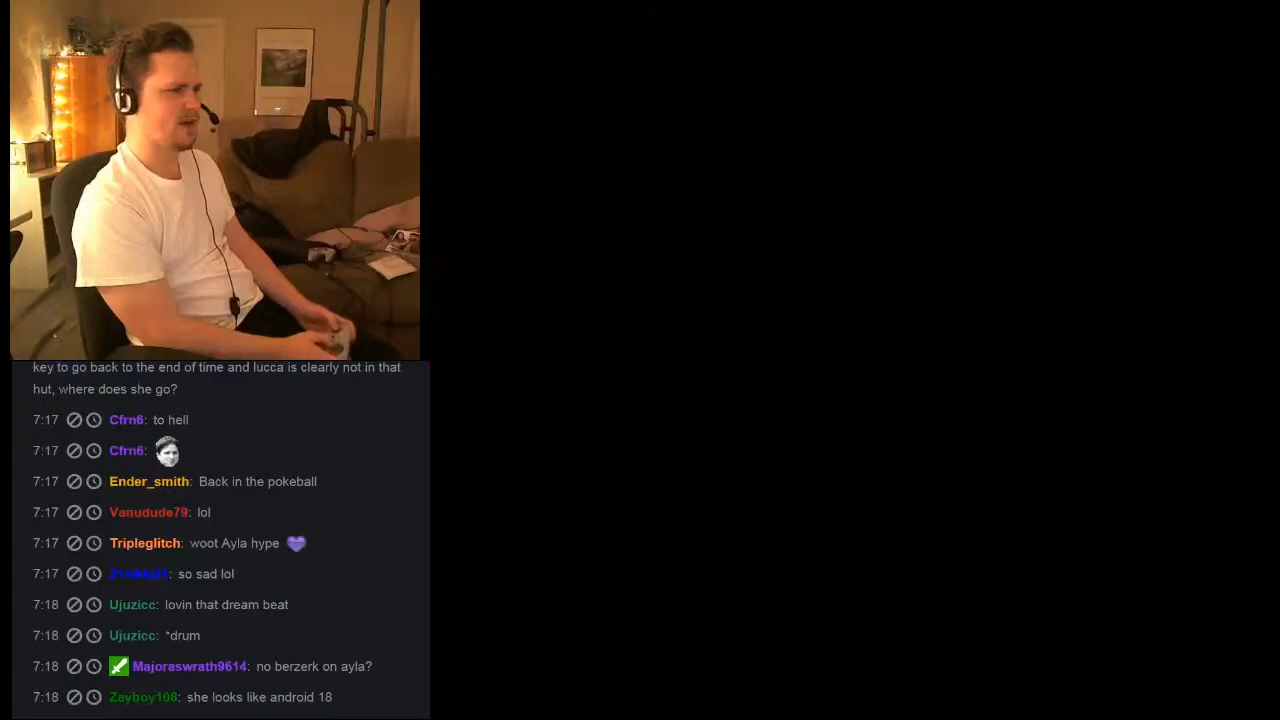 key to go back to the end of time and lucca is clearly not in that
hut, where does she go?
7:17 Cfrn6: to hell
7:17 Cfrn6:
7:17 Ender_smith: Back in the pokeball
7:17 Vanudude79: lol
7:17 Tripleglitch: woot Ayla hype
7:17 so sad lol
7:18 Ujuzicc: lovin that dream beat
7:18 Ujuzicc: *drum
7:18 Majoraswrath9614: no berzerk on ayla?
7:18 Zayboy108: she looks like android 18